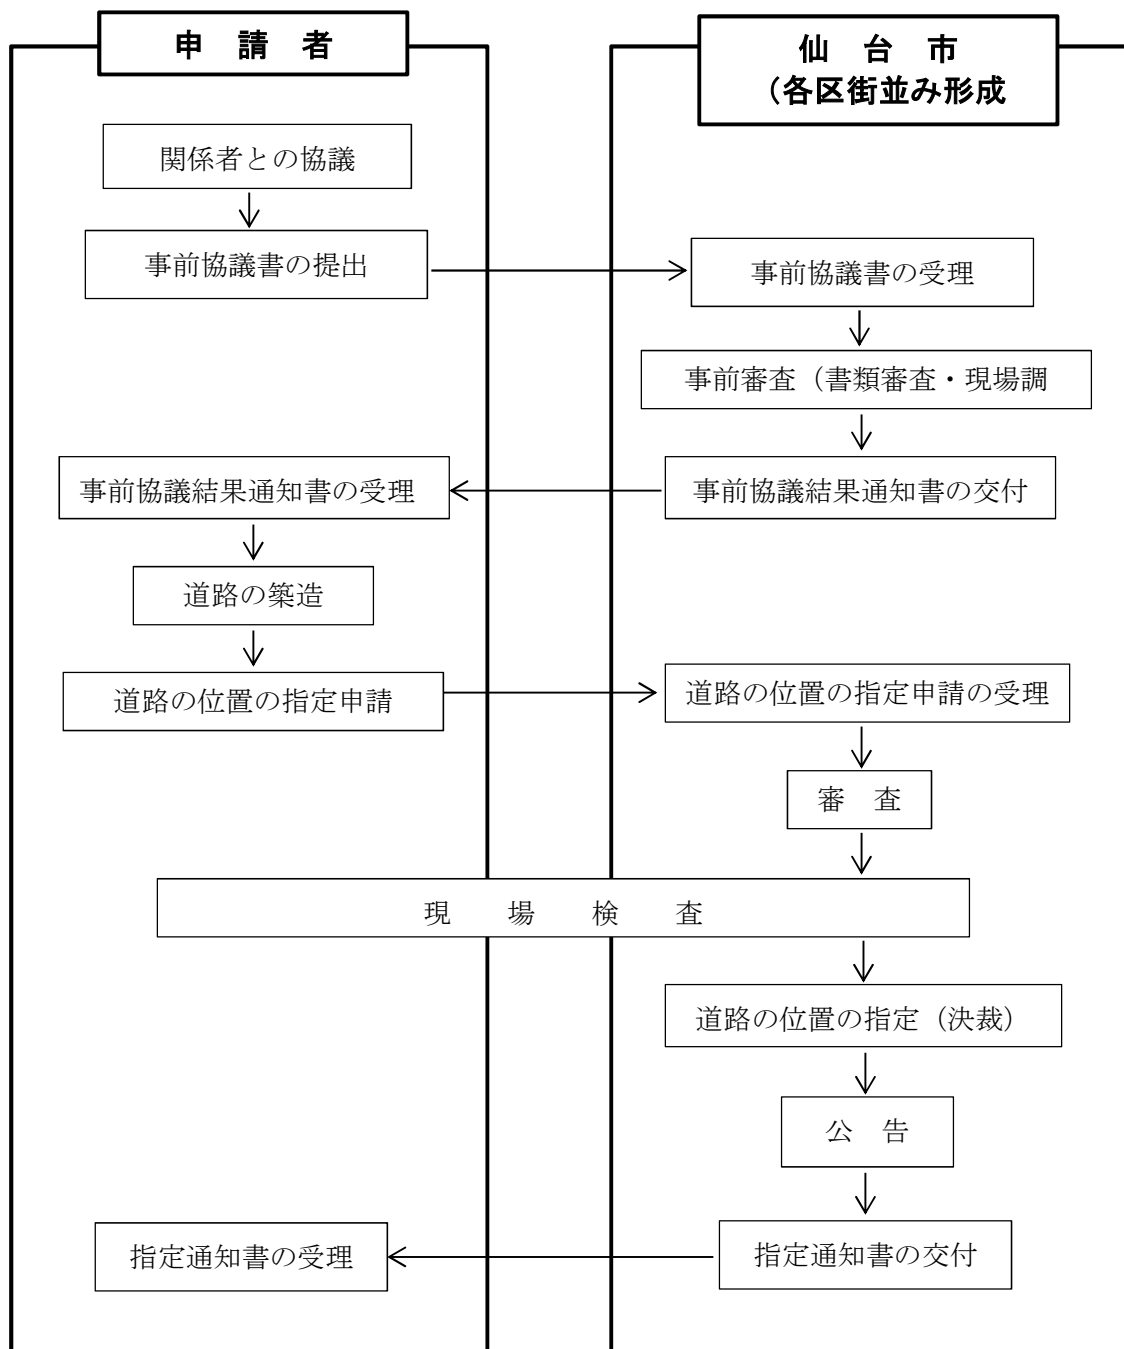 申　請　者
仙　台　市
（各区街並み形成
関係者との協議
事前協議書の提出
事前協議書の受理
事前審査（書類審査・現場調
事前協議結果通知書の受理
事前協議結果通知書の交付
道路の築造
道路の位置の指定申請
道路の位置の指定申請の受理
審　査
現　場　検　査
道路の位置の指定（決裁）
公　告
指定通知書の受理
指定通知書の交付